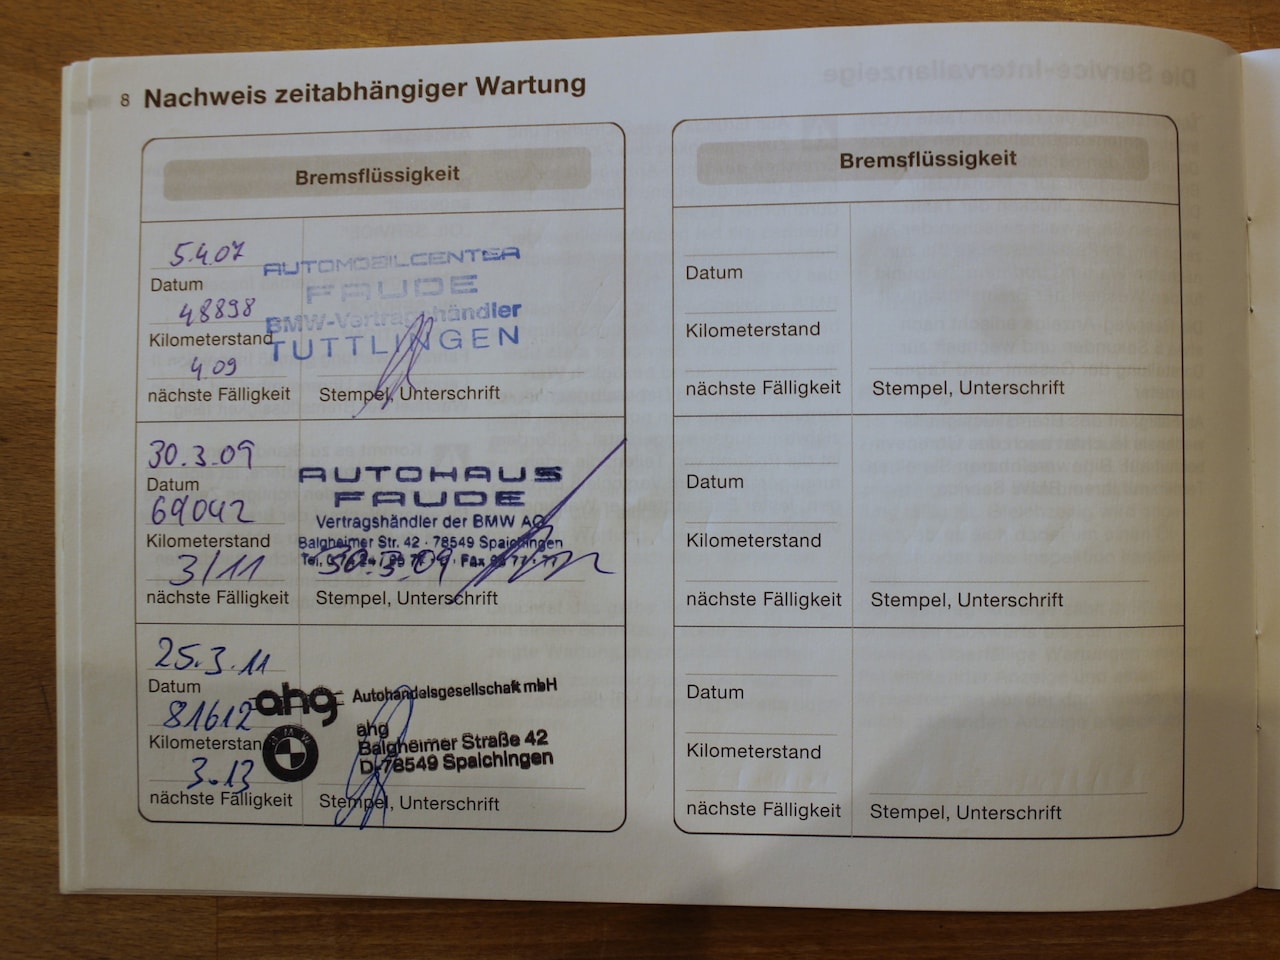 8 Nachweis zeitabhängiger Wartung
Bremsflüssigkeit
5.4.07
Datum
48898
Kilometerstand
4.09
nächste Fälligkeit
AUTOMOBILCENTER
FAUDE
BMW-Vertragshändler
TUTTLINGEN
Stempel, Unterschrift
30.3.09
Datum
69042
Kilometerstand
3/11
nächste Fälligkeit
AUTOHAUS
FAUDE
Vertragshändler der BMW AG
Balgheimer Str. 42 · 78549 Spaichingen
30.3.09
Stempel, Unterschrift
25.3.11
Datum
81612
Kilometerstand
3.13
nächste Fälligkeit
ahg Autohandelsgesellschaft mbH
BMW
ahg
Balgheimer Straße 42
D-78549 Spaichingen
Stempel, Unterschrift
Bremsflüssigkeit
Datum
Kilometerstand
nächste Fälligkeit
Stempel, Unterschrift
Datum
Kilometerstand
nächste Fälligkeit
Stempel, Unterschrift
Datum
Kilometerstand
nächste Fälligkeit
Stempel, Unterschrift